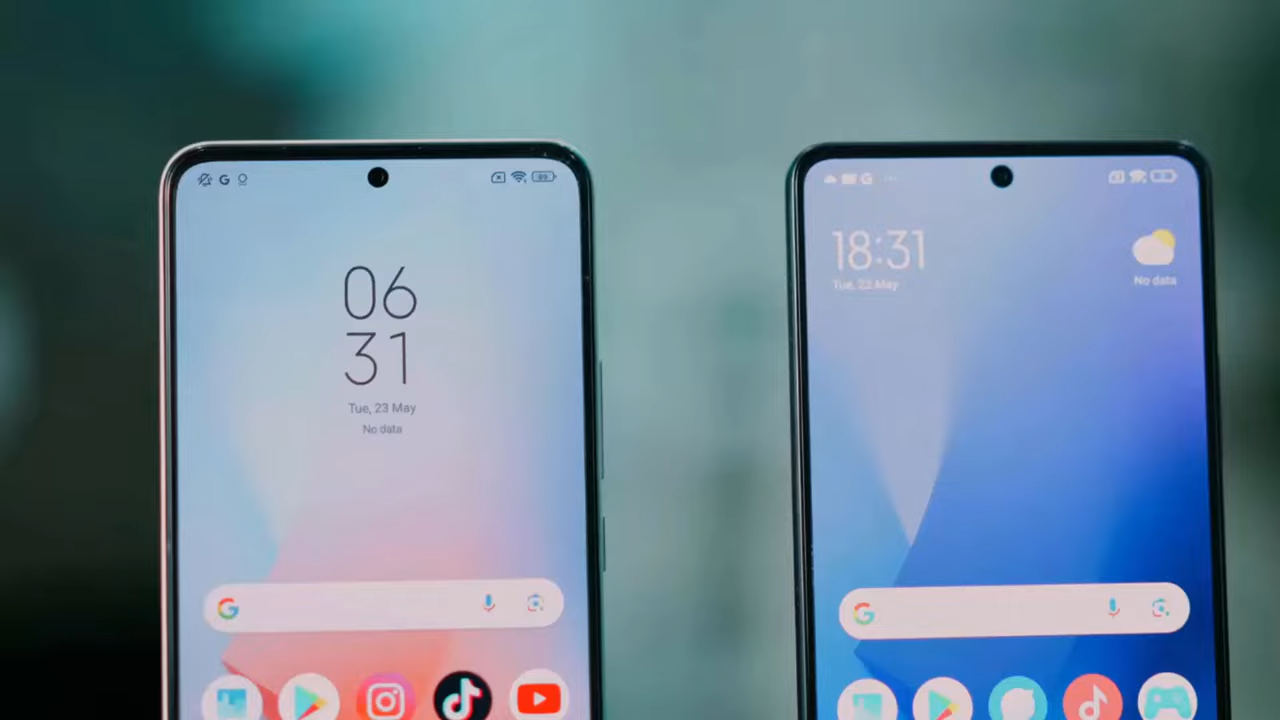 06
31
Tue, 23 May
No data
18:31
Tue, 23 May
No data